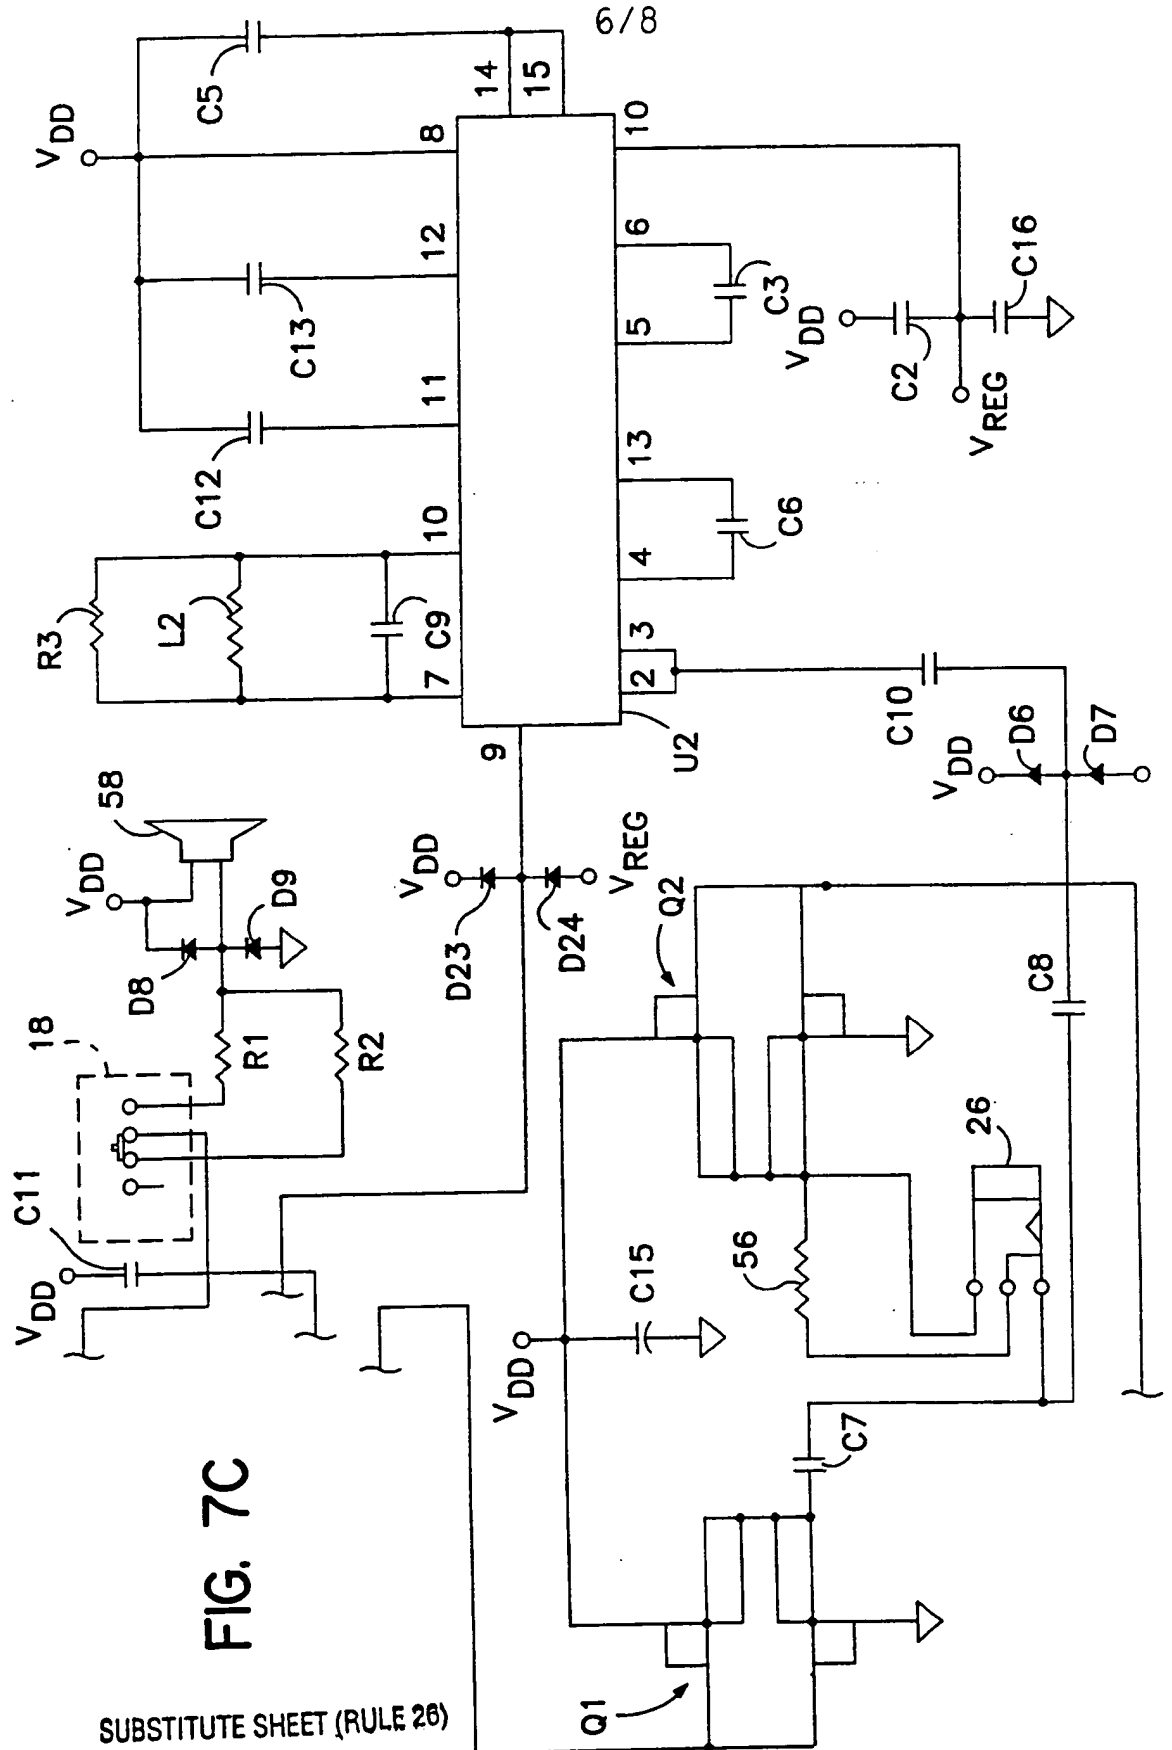 6/8
VDD
C5
14
15
8
12
11
10
7
C13
C12
R3
L2
C9
9
U2
2
3
4
13
5
6
10
C6
C3
VDD
C2
C16
VREG
C10
VDD
D6
D7
58
VDD
D8
D9
18
R1
R2
C11
VDD
VDD
D23
D24
VREG
Q2
C8
26
56
C15
VDD
C7
Q1
FIG. 7C
SUBSTITUTE SHEET (RULE 26)